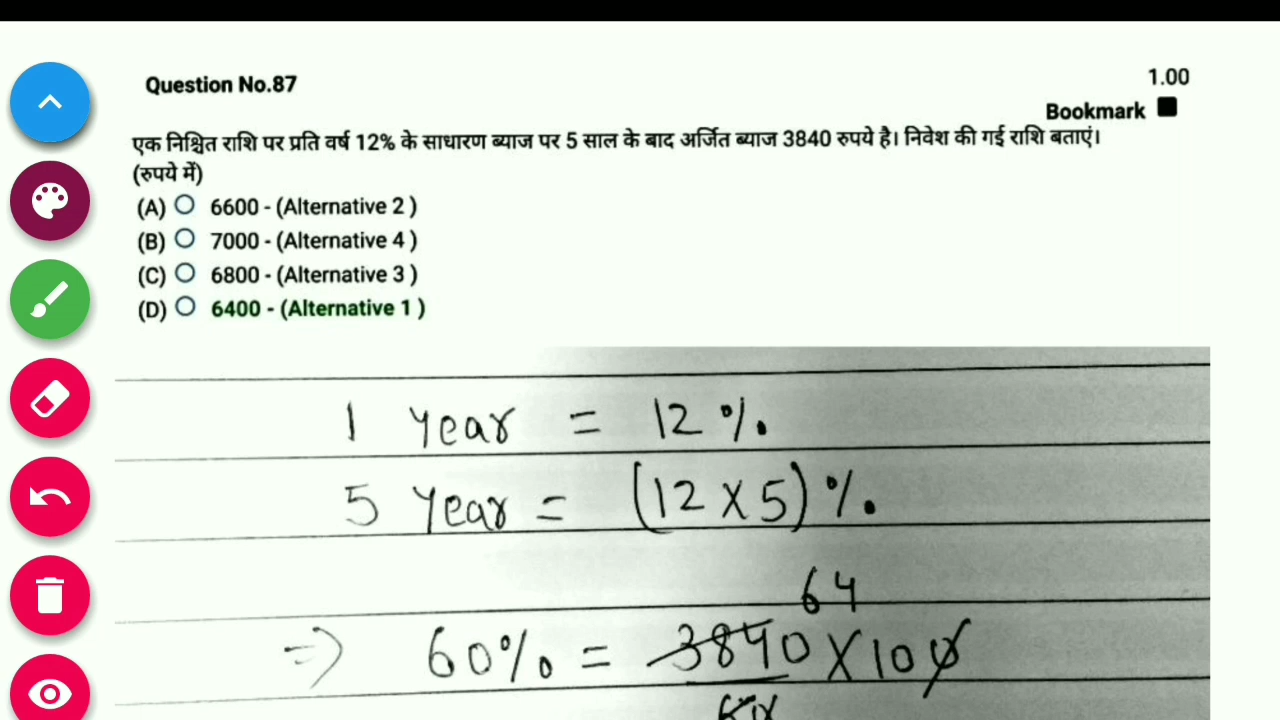 Question No.87
1.00
Bookmark
एक निश्चित राशि पर प्रति वर्ष 12% के साधारण ब्याज पर 5 साल के बाद अर्जित ब्याज 3840 रुपये है। निवेश की गई राशि बताएं।
(रुपये में)
(A) 6600 - (Alternative 2 )
(B) 7000 - (Alternative 4 )
(C) 6800 - (Alternative 3 )
(D) 6400 - (Alternative 1 )
1 year = 12%.
5 year = (12 X 5)%.
64
⇒ 60% = 3840 X 100